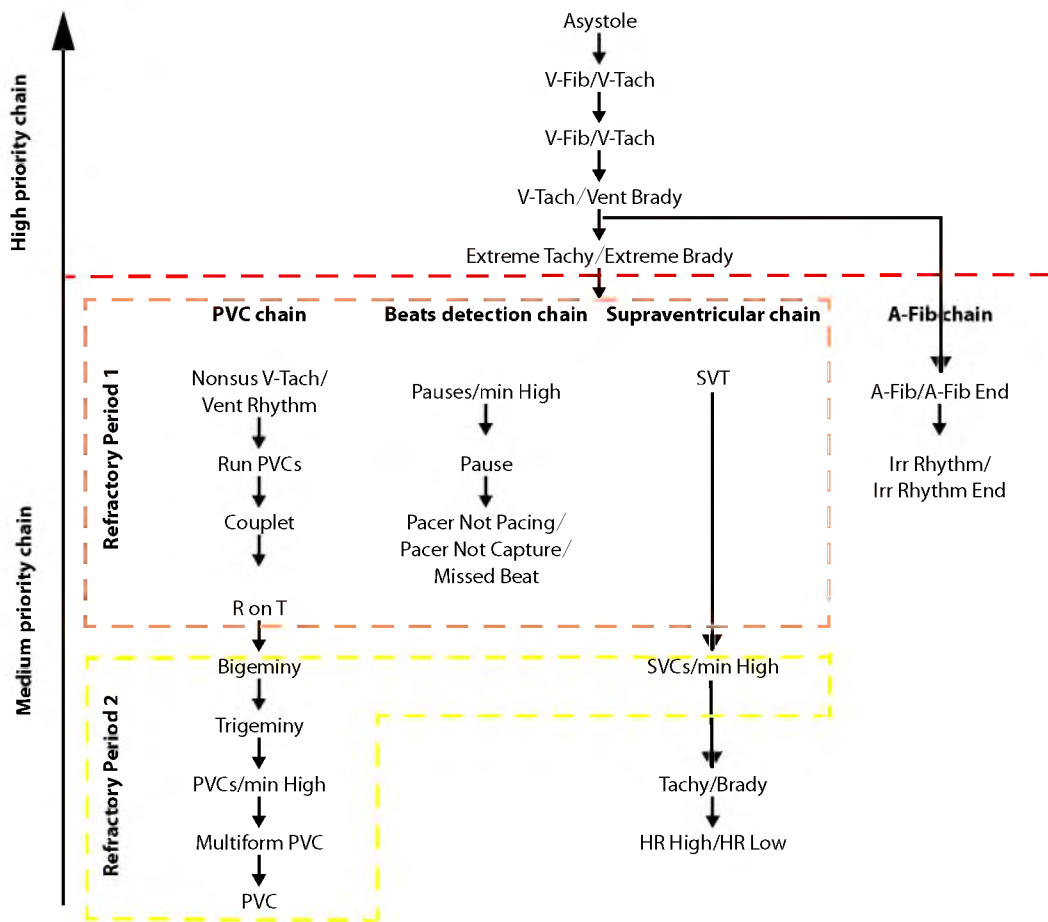 High priority chain
Asystole
V-Fib/V-Tach
V-Fib/V-Tach
V-Tach/Vent Brady
Extreme Tachy/Extreme Brady
Medium priority chain
Refractory Period 1
PVC chain
Nonsus V-Tach/
Vent Rhythm
Run PVCs
Couplet
R on T
Beats detection chain
Pauses/min High
Pause
Pacer Not Pacing/
Pacer Not Capture/
Missed Beat
Supraventricular chain
SVT
A-Fib chain
A-Fib/A-Fib End
Irr Rhythm/
Irr Rhythm End
Refractory Period 2
Bigeminy
Trigeminy
PVCs/min High
Multiform PVC
PVC
SVCs/min High
Tachy/Brady
HR High/HR Low